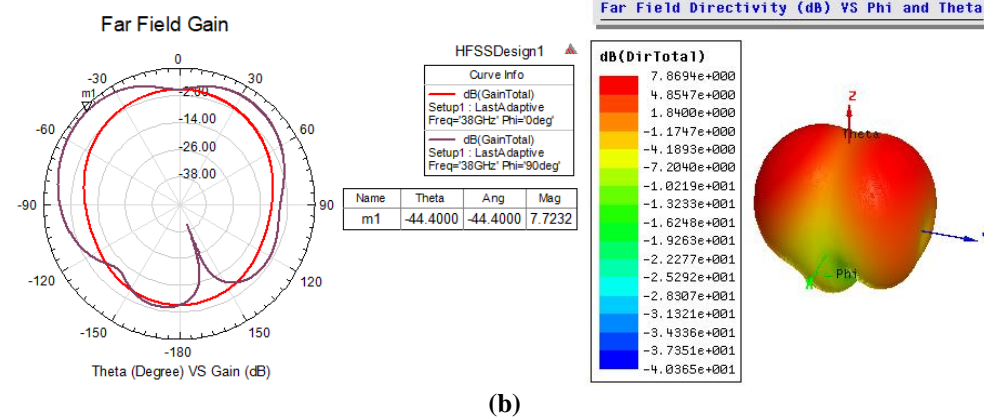 Far Field Gain
0
-30
30
m1
-2.00
-60
60
-14.00
-26.00
-38.00
-90
90
-120
120
-150
150
-180
Theta (Degree) VS Gain (dB)
HFSSDesign1
Curve Info
dB(GainTotal)
Setup1 : LastAdaptive
Freq='38GHz' Phi='0deg'
dB(GainTotal)
Setup1 : LastAdaptive
Freq='38GHz' Phi='90deg'
Name Theta Ang Mag
m1 -44.4000 -44.4000 7.7232
Far Field Directivity (dB) VS Phi and Theta
dB(DirTotal)
7.8694e+000
4.8547e+000
1.8400e+000
-1.1747e+000
-4.1893e+000
-7.2040e+000
-1.0219e+001
-1.3233e+001
-1.6248e+001
-1.9263e+001
-2.2277e+001
-2.5292e+001
-2.8307e+001
-3.1321e+001
-3.4336e+001
-3.7351e+001
-4.0365e+001
Z
Theta
Phi
(b)